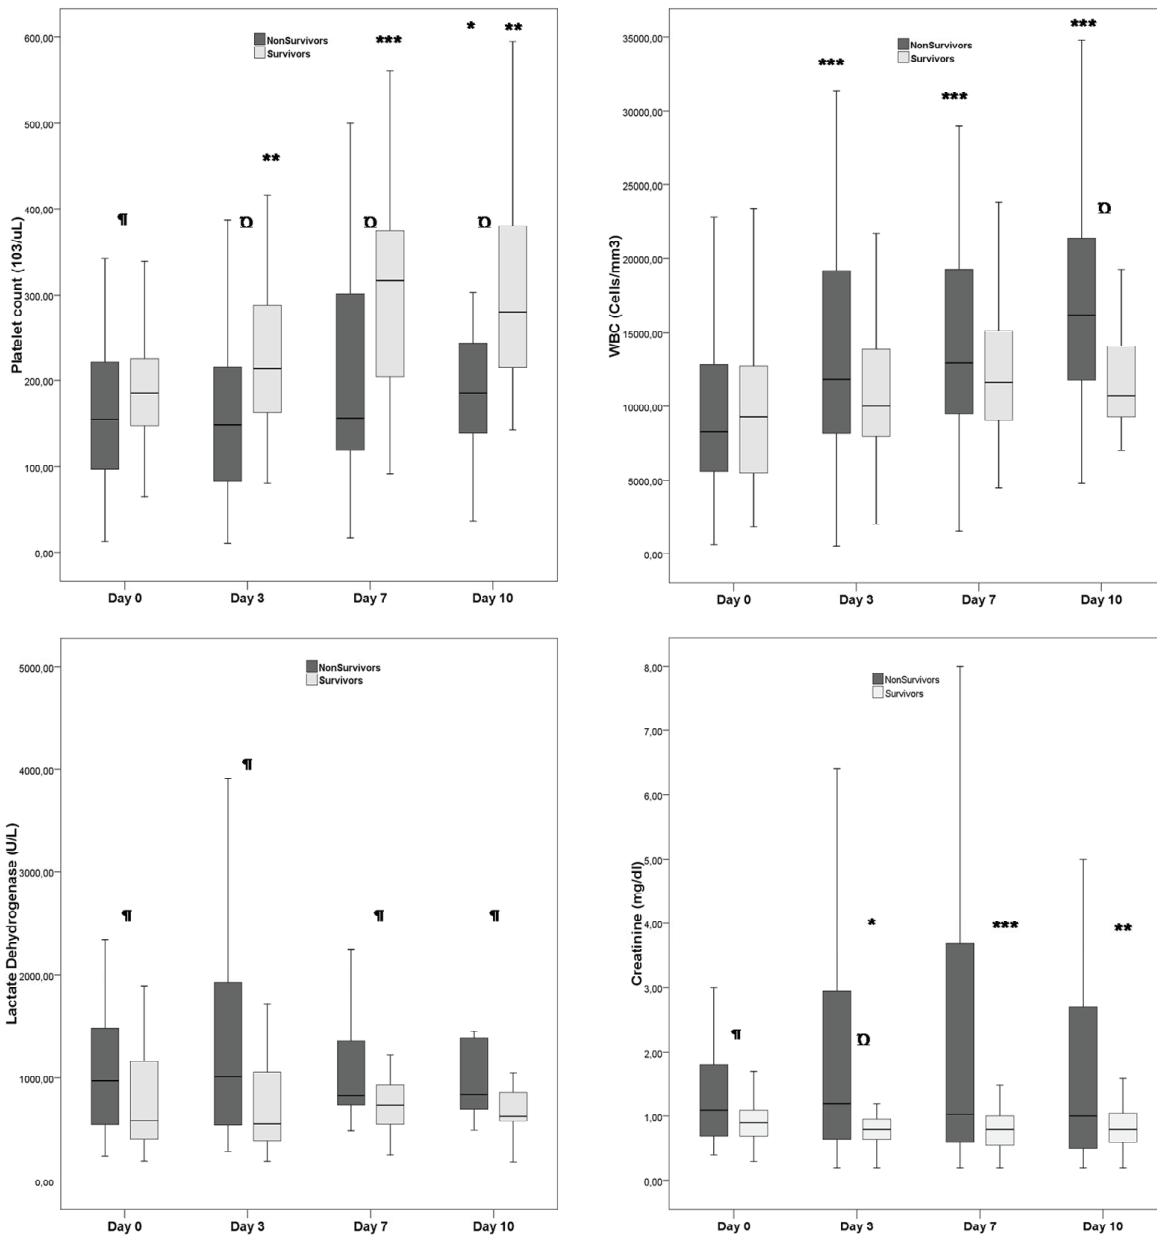 Platelet count (103/uL)
600,00
500,00
400,00
300,00
200,00
100,00
0,00
NonSurvivors
Survivors
¶
¤
**
¤
***
¤
*
**
Day 0
Day 3
Day 7
Day 10
WBC (Cells/mm3)
35000,00
30000,00
25000,00
20000,00
15000,00
10000,00
5000,00
0,00
NonSurvivors
Survivors
***
***
***
¤
Day 0
Day 3
Day 7
Day 10
Lactate Dehydrogenase (U/L)
5000,00
4000,00
3000,00
2000,00
1000,00
0,00
NonSurvivors
Survivors
¶
¶
¶
¶
Day 0
Day 3
Day 7
Day 10
Creatinine (mg/dl)
8,00
7,00
6,00
5,00
4,00
3,00
2,00
1,00
0,00
NonSurvivors
Survivors
¶
*
¤
***
**
Day 0
Day 3
Day 7
Day 10